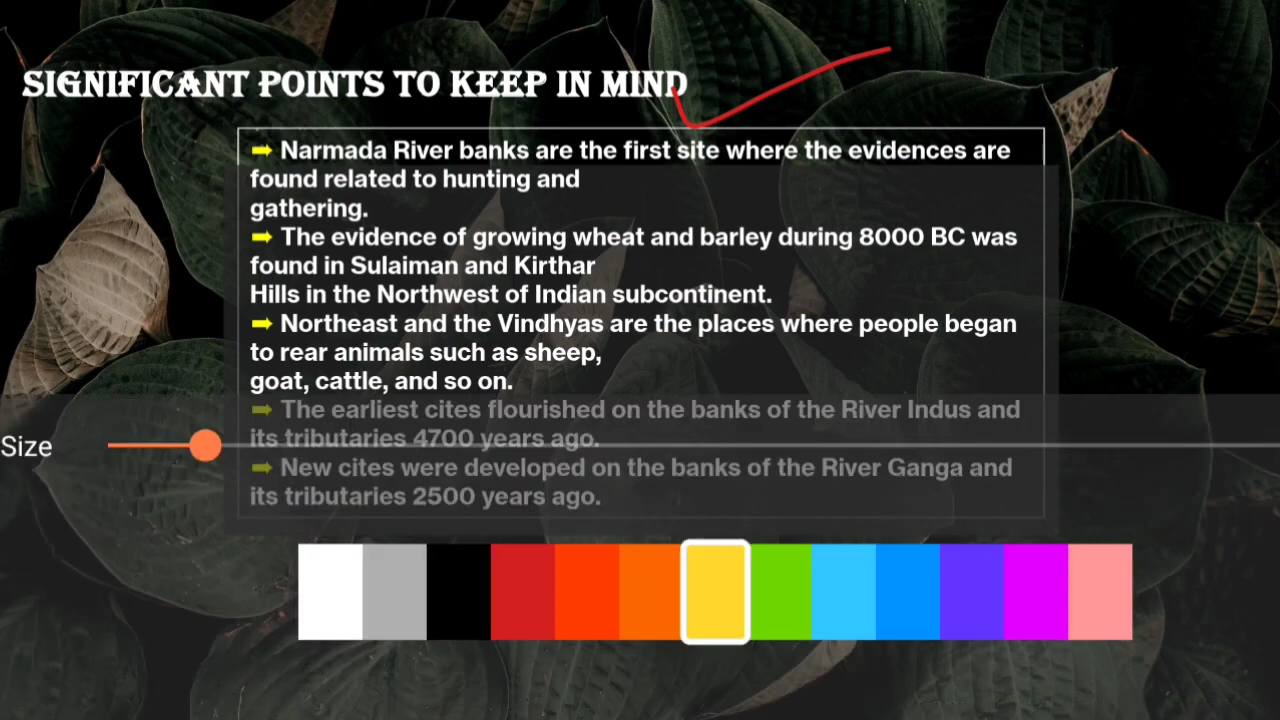 SIGNIFICANT POINTS TO KEEP IN MIND
➡ Narmada River banks are the first site where the evidences are
found related to hunting and
gathering.
➡ The evidence of growing wheat and barley during 8000 BC was
found in Sulaiman and Kirthar
Hills in the Northwest of Indian subcontinent.
➡ Northeast and the Vindhyas are the places where people began
to rear animals such as sheep,
goat, cattle, and so on.
➡ The earliest cites flourished on the banks of the River Indus and
its tributaries 4700 years ago.
Size
➡ New cites were developed on the banks of the River Ganga and
its tributaries 2500 years ago.